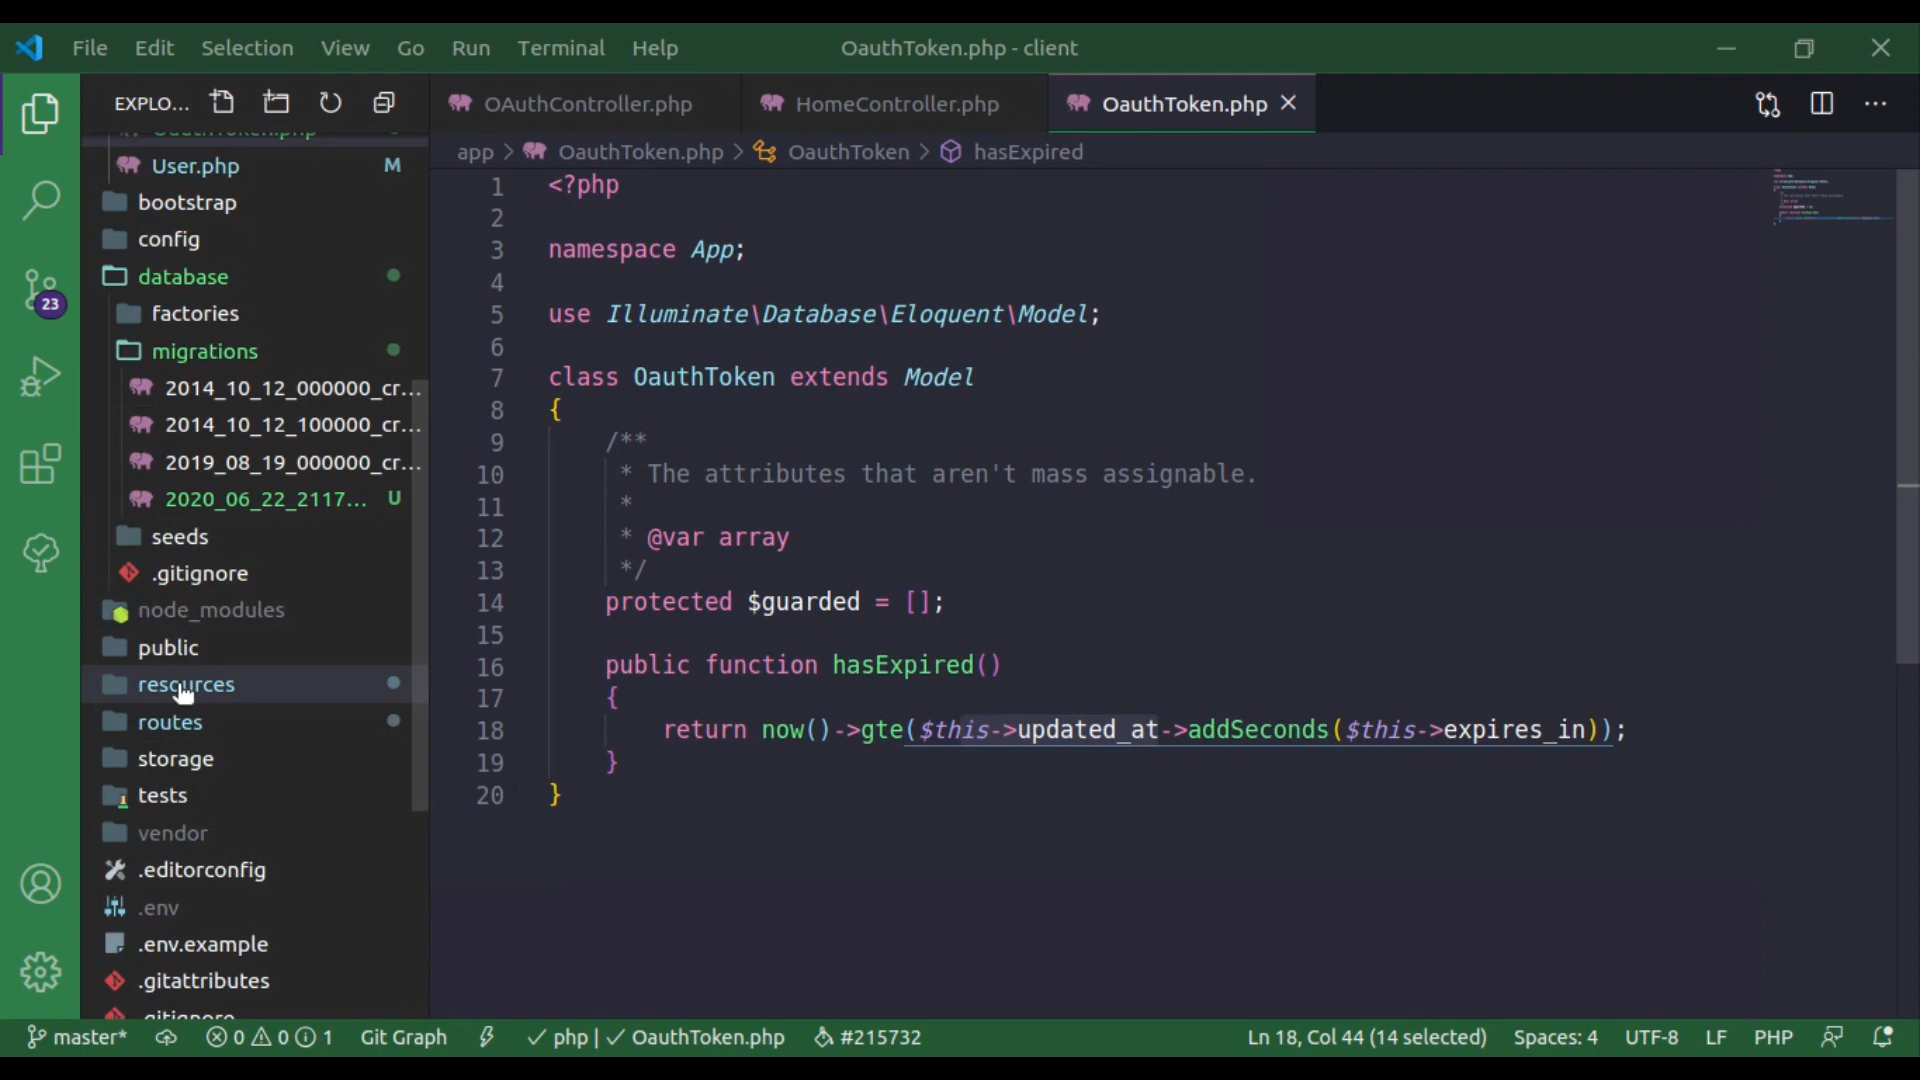 File Edit Selection View Go Run Terminal Help OauthToken.php - client
EXPLO...
User.php M
bootstrap
config
database
factories
migrations
2014_10_12_000000_cr...
2014_10_12_100000_cr...
2019_08_19_000000_cr...
2020_06_22_2117... U
seeds
.gitignore
node_modules
public
resources
routes
storage
tests
vendor
.editorconfig
.env
.env.example
.gitattributes
.gitignore
23
OAuthController.php HomeController.php OauthToken.php
app > OauthToken.php > OauthToken > hasExpired
1 <?php
2
3 namespace App;
4
5 use Illuminate\Database\Eloquent\Model;
6
7 class OauthToken extends Model
8 {
9 /**
10 * The attributes that aren't mass assignable.
11 *
12 * @var array
13 */
14 protected $guarded = [];
15
16 public function hasExpired()
17 {
18 return now()->gte($this->updated_at->addSeconds($this->expires_in));
19 }
20 }
master* 0 0 1 Git Graph php | OauthToken.php #215732 Ln 18, Col 44 (14 selected) Spaces: 4 UTF-8 LF PHP